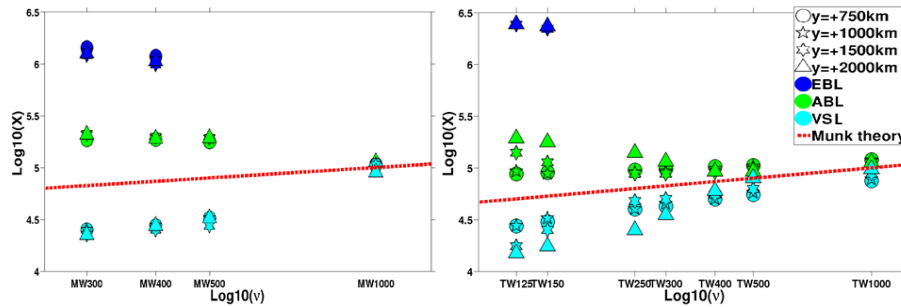 6.5
6
5.5
5
4.5
4
Log10(X)
MW300
MW400
MW500
MW1000
Log10(ν)
6.5
6
5.5
5
4.5
4
Log10(X)
TW125
TW150
TW250
TW300
TW400
TW500
TW1000
Log10(ν)
y=+750km
y=+1000km
y=+1500km
y=+2000km
EBL
ABL
VSL
Munk theory